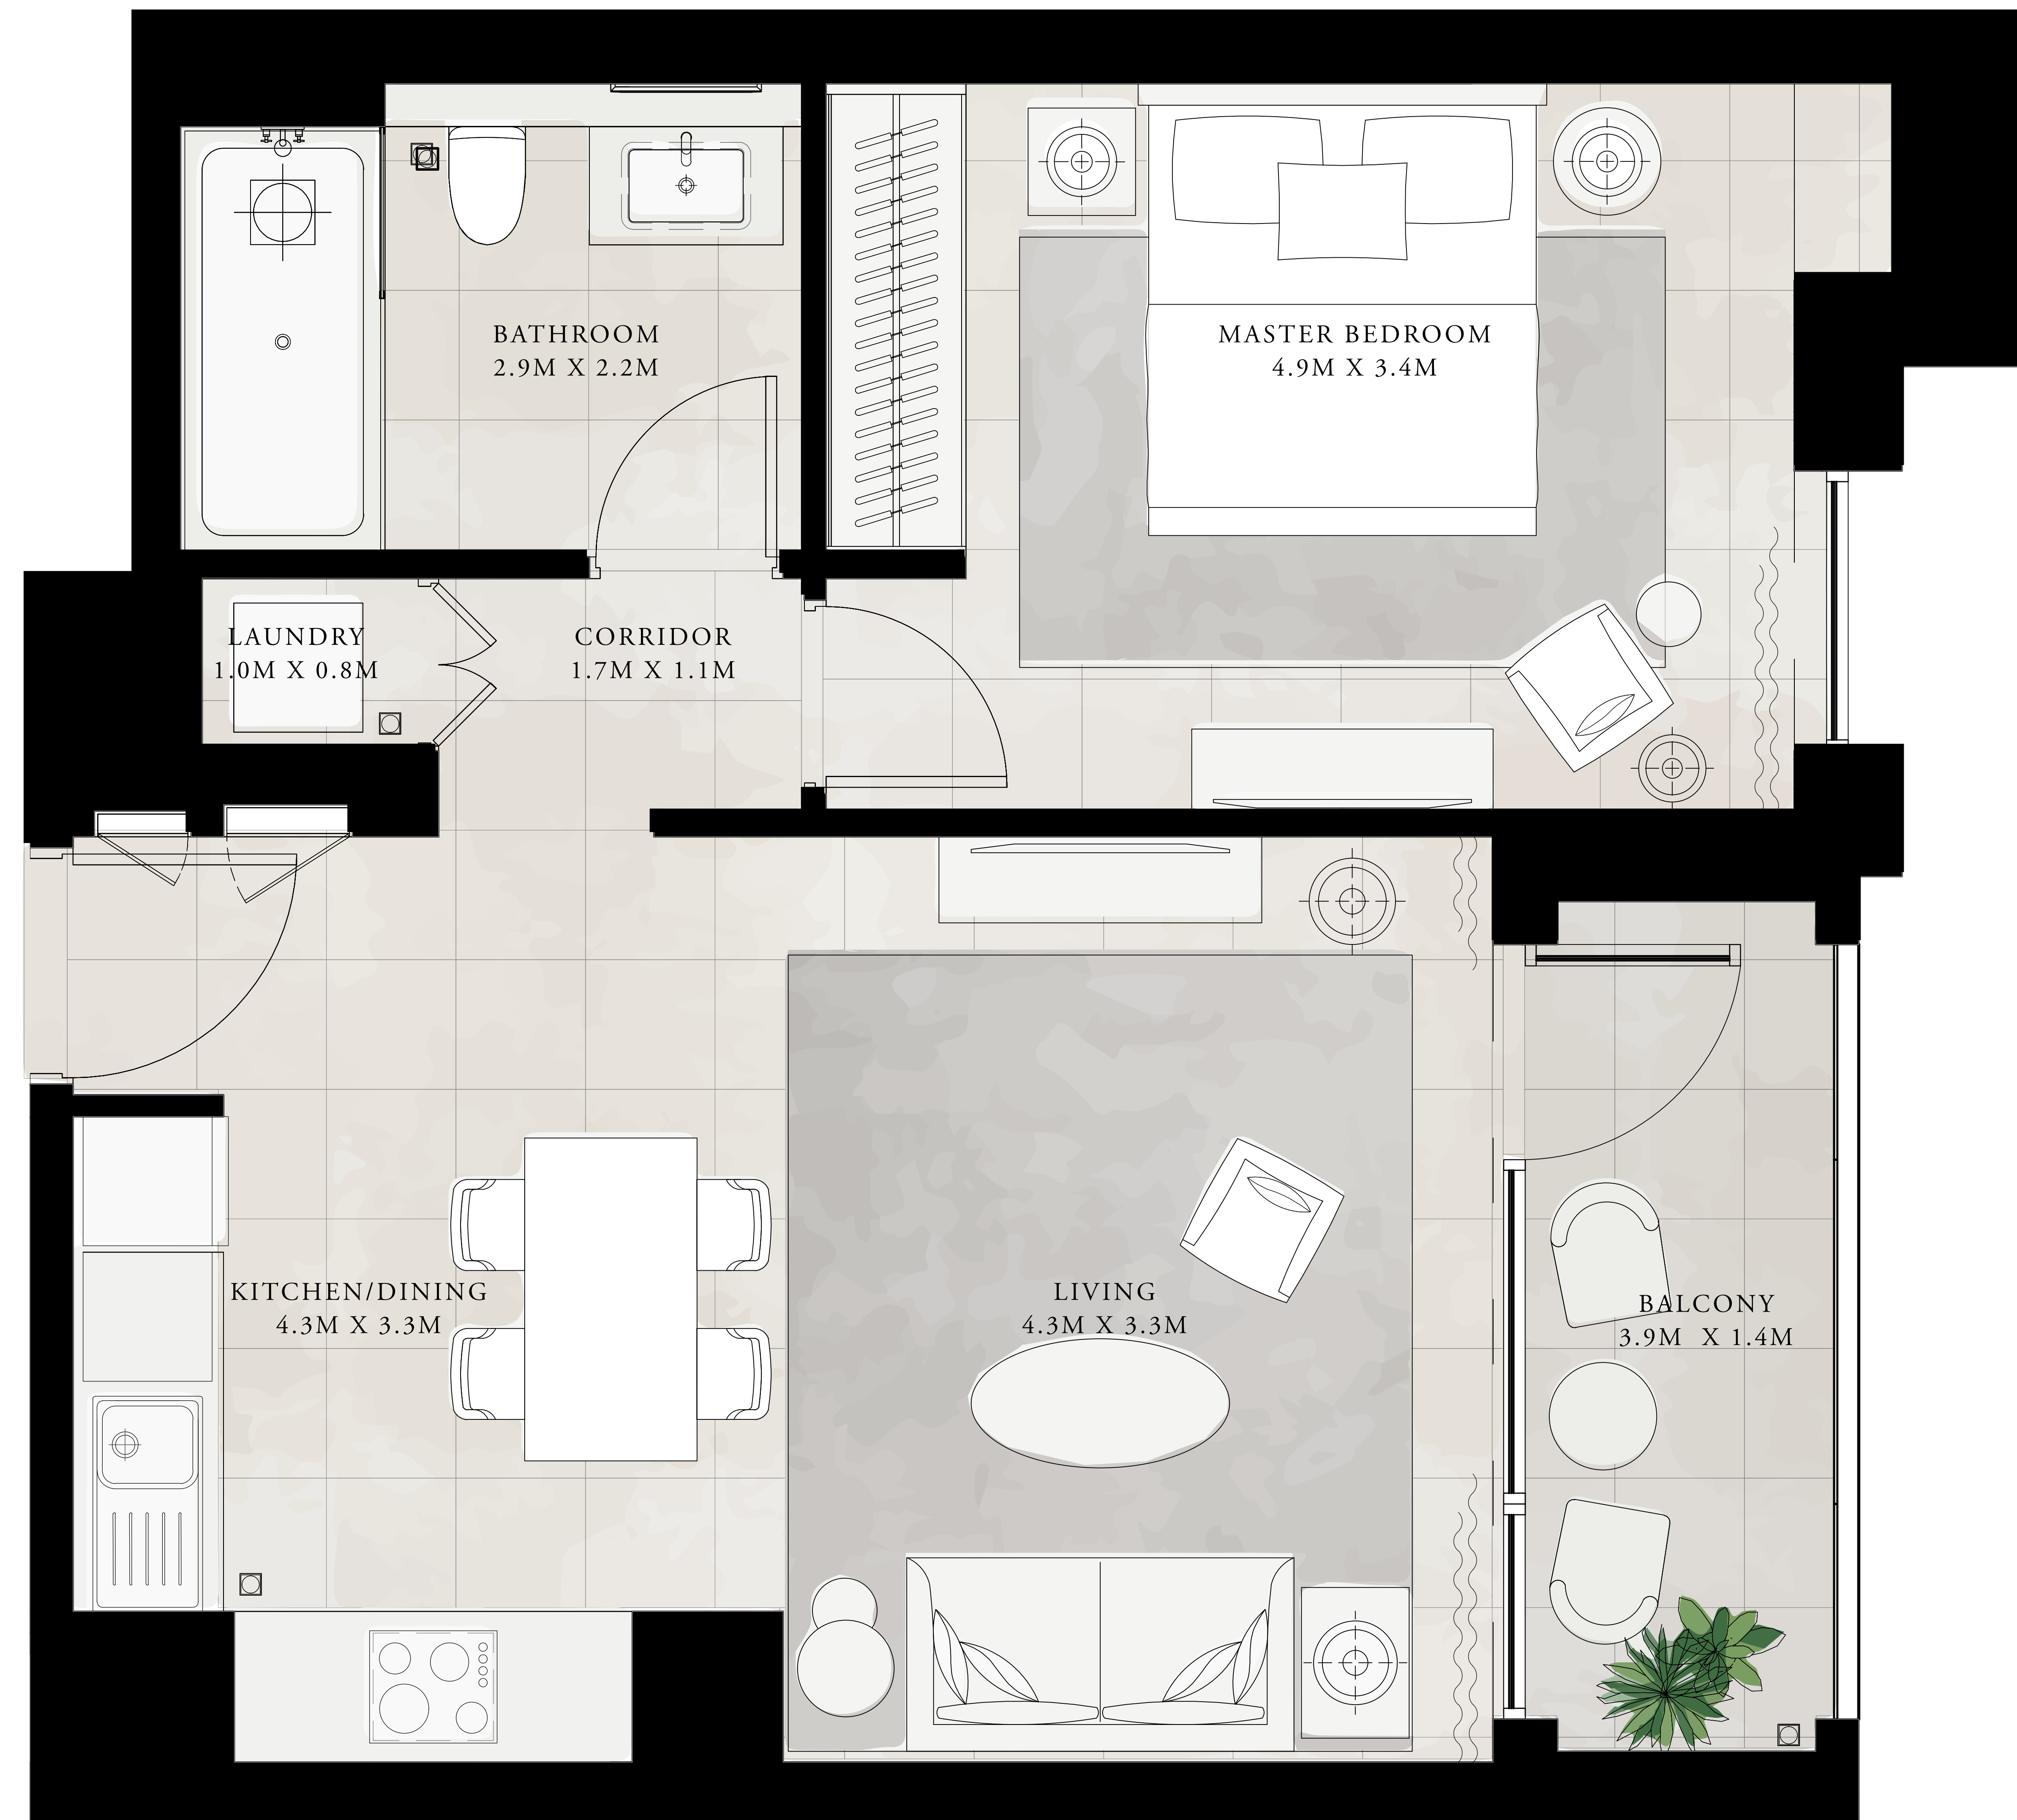 BATHROOM
2.9M X 2.2M
MASTER BEDROOM
4.9M X 3.4M
LAUNDRY
1.0M X 0.8M
CORRIDOR
1.7M X 1.1M
KITCHEN/DINING
4.3M X 3.3M
LIVING
4.3M X 3.3M
BALCONY
3.9M X 1.4M